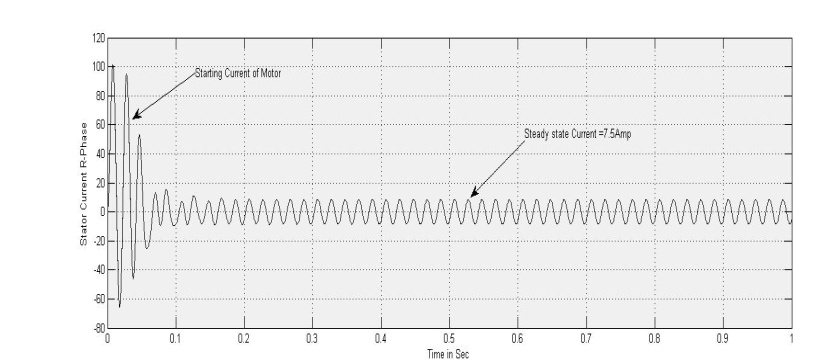 120
100
80
60
40
20
0
-20
-40
-60
-80
Stator Current R-Phase
Starting Current of Motor
Steady state Current =7.5Amp
0 0.1 0.2 0.3 0.4 0.5 0.6 0.7 0.8 0.9 1
Time in Sec